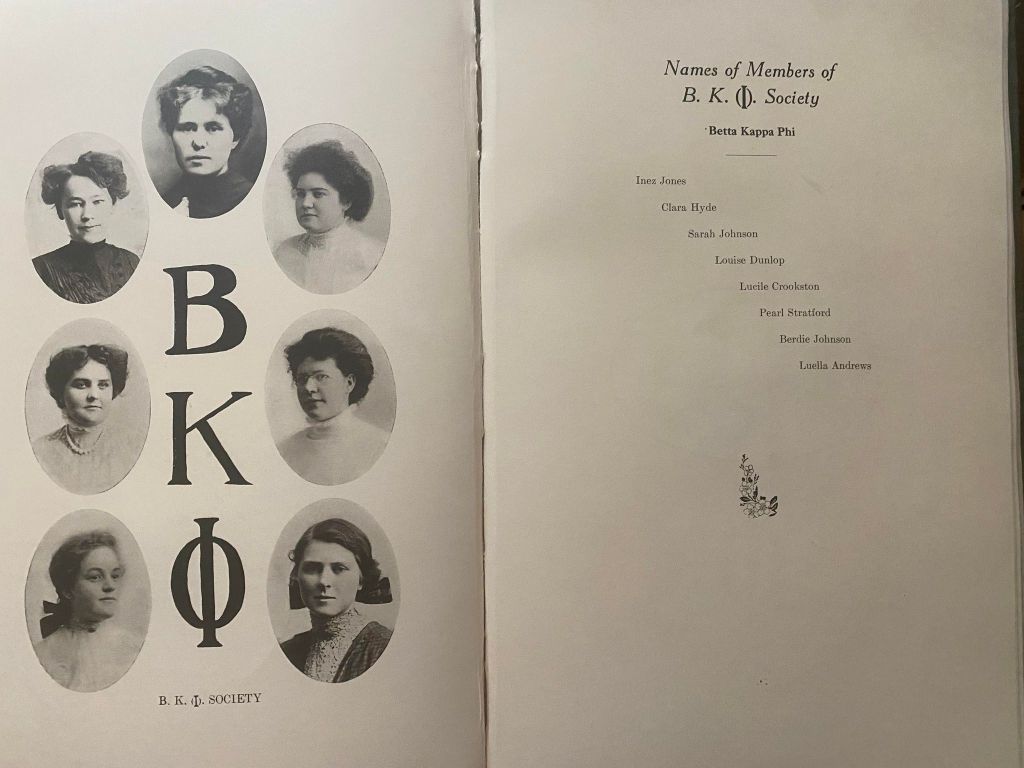 B
K
Φ
B. K. Φ. SOCIETY
Names of Members of
B. K. Φ. Society
Betta Kappa Phi
Inez Jones
Clara Hyde
Sarah Johnson
Louise Dunlop
Lucile Crookston
Pearl Stratford
Berdie Johnson
Luella Andrews